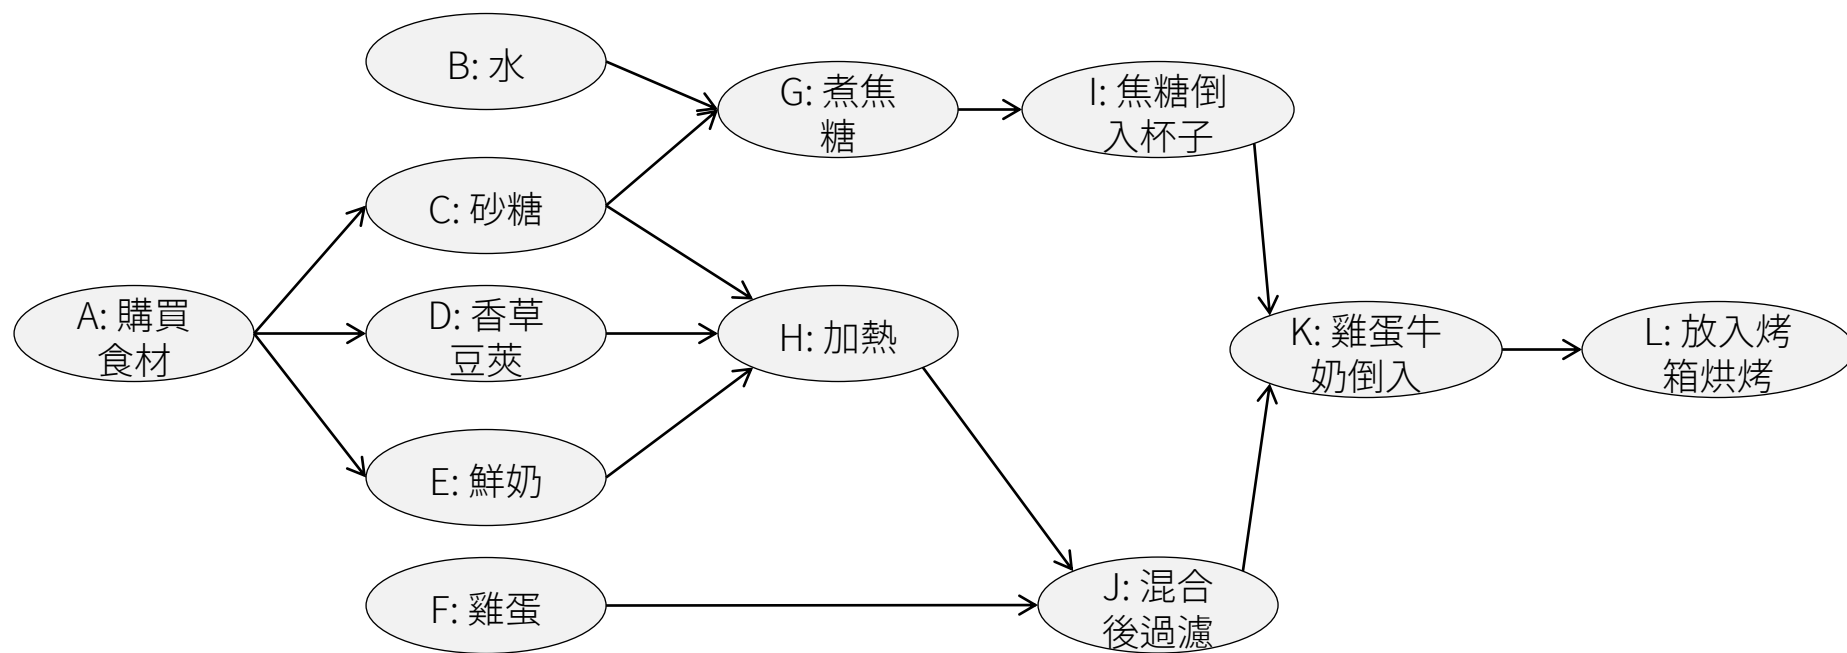 B: 水
G: 煮焦
糖
I: 焦糖倒
入杯子
C: 砂糖
A: 購買
食材
D: 香草
豆莢
H: 加熱
K: 雞蛋牛
奶倒入
L: 放入烤
箱烘烤
E: 鮮奶
F: 雞蛋
J: 混合
後過濾